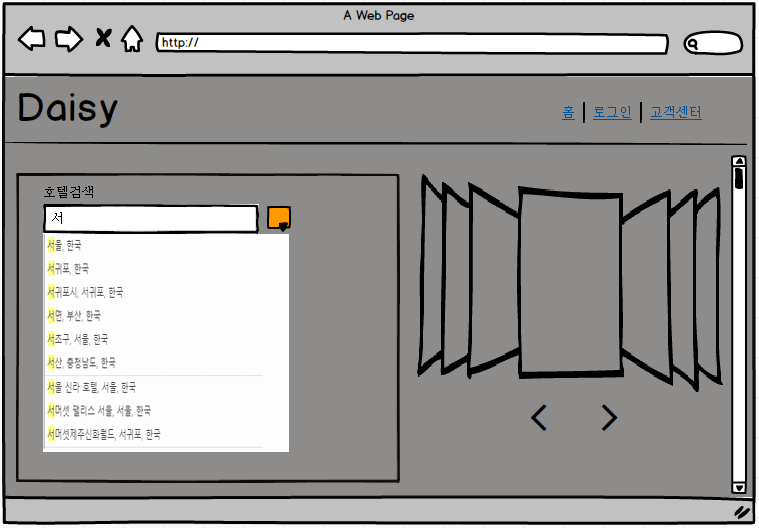 A Web Page
http://
Daisy
홈 | 로그인 | 고객센터
호텔검색
서
서울, 한국
서귀포, 한국
서귀포시, 서귀포, 한국
서면, 부산, 한국
서초구, 서울, 한국
서산, 충청남도, 한국
서울 신라 호텔, 서울, 한국
서머셋 팰리스 서울, 서울, 한국
서머셋제주신화월드, 서귀포, 한국